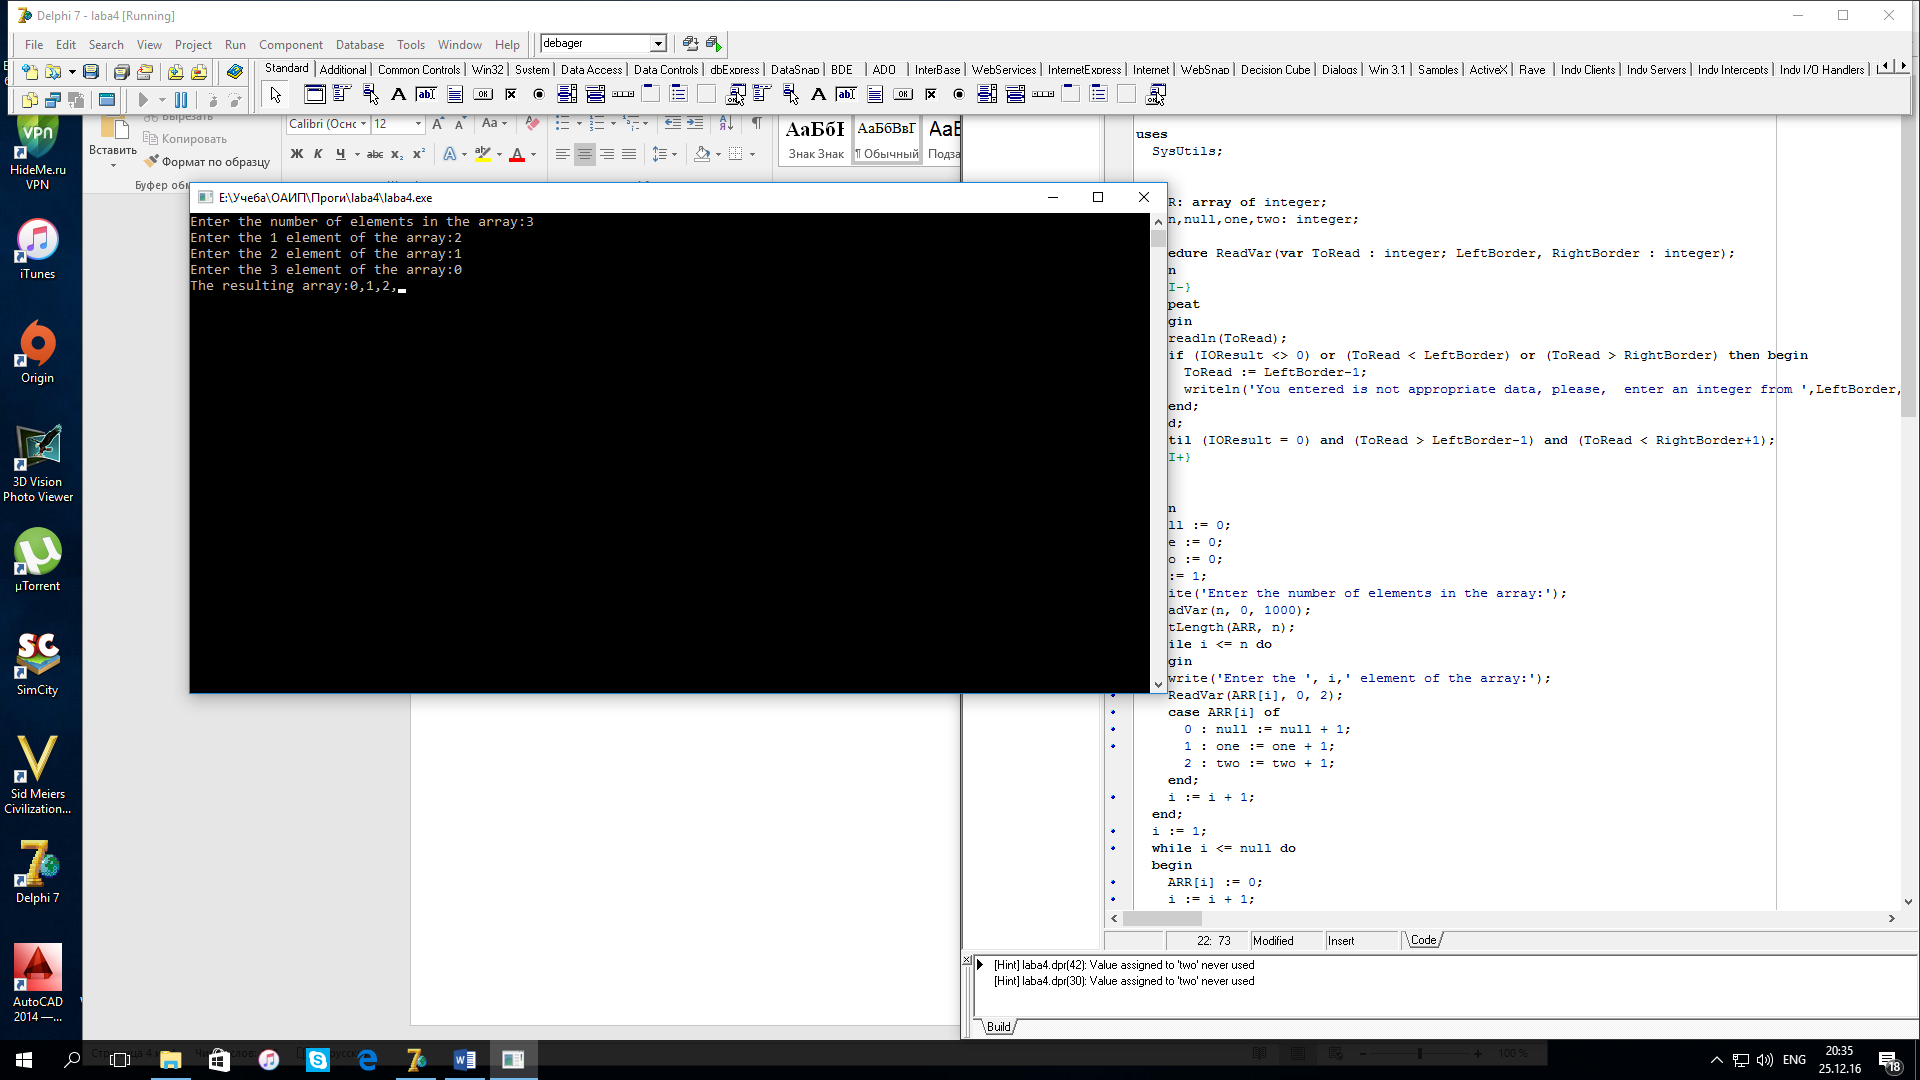 Delphi 7 - laba4 [Running]
File Edit Search View Project Run Component Database Tools Window Help
debager
Standard Additional Common Controls Win32 System Data Access Data Controls dbExpress DataSnap BDE ADO InterBase WebServices InternetExpress Internet WebSnap Decision Cube Dialogs Win 3.1 Samples ActiveX Rave Indy Clients Indy Servers Indy Intercepts Indy I/O Handlers
Вырезать
Копировать
Формат по образцу
Вставить
Буфер об
Calibri (Оснс 12
Ж К Ч abc x₂ x²
АаБбІ АаБбВвГ АаБ
Знак Знак ¶ Обычный Подза
VPN
HideMe.ru
VPN
iTunes
Origin
3D Vision
Photo Viewer
µTorrent
SC
SimCity
Sid Meiers
Civilization...
Delphi 7
AutoCAD
2014 —...
E:\Учеба\ОАИП\Проги\laba4\laba4.exe
Enter the number of elements in the array:3
Enter the 1 element of the array:2
Enter the 2 element of the array:1
Enter the 3 element of the array:0
The resulting array:0,1,2,
uses
SysUtils;
R: array of integer;
n,null,one,two: integer;
edure ReadVar(var ToRead : integer; LeftBorder, RightBorder : integer);
n
I-}
peat
gin
readln(ToRead);
if (IOResult <> 0) or (ToRead < LeftBorder) or (ToRead > RightBorder) then begin
ToRead := LeftBorder-1;
writeln('You entered is not appropriate data, please,  enter an integer from ',LeftBorder,
end;
d;
til (IOResult = 0) and (ToRead > LeftBorder-1) and (ToRead < RightBorder+1);
I+}
n
ll := 0;
e := 0;
o := 0;
:= 1;
ite('Enter the number of elements in the array:');
adVar(n, 0, 1000);
tLength(ARR, n);
ile i <= n do
gin
write('Enter the ', i,' element of the array:');
ReadVar(ARR[i], 0, 2);
case ARR[i] of
0 : null := null + 1;
1 : one := one + 1;
2 : two := two + 1;
end;
i := i + 1;
end;
i := 1;
while i <= null do
begin
ARR[i] := 0;
i := i + 1;
22: 73 Modified Insert Code
[Hint] laba4.dpr(42): Value assigned to 'two' never used
[Hint] laba4.dpr(30): Value assigned to 'two' never used
Build
Страница 4
100 %
ENG
20:35
25.12.16
18